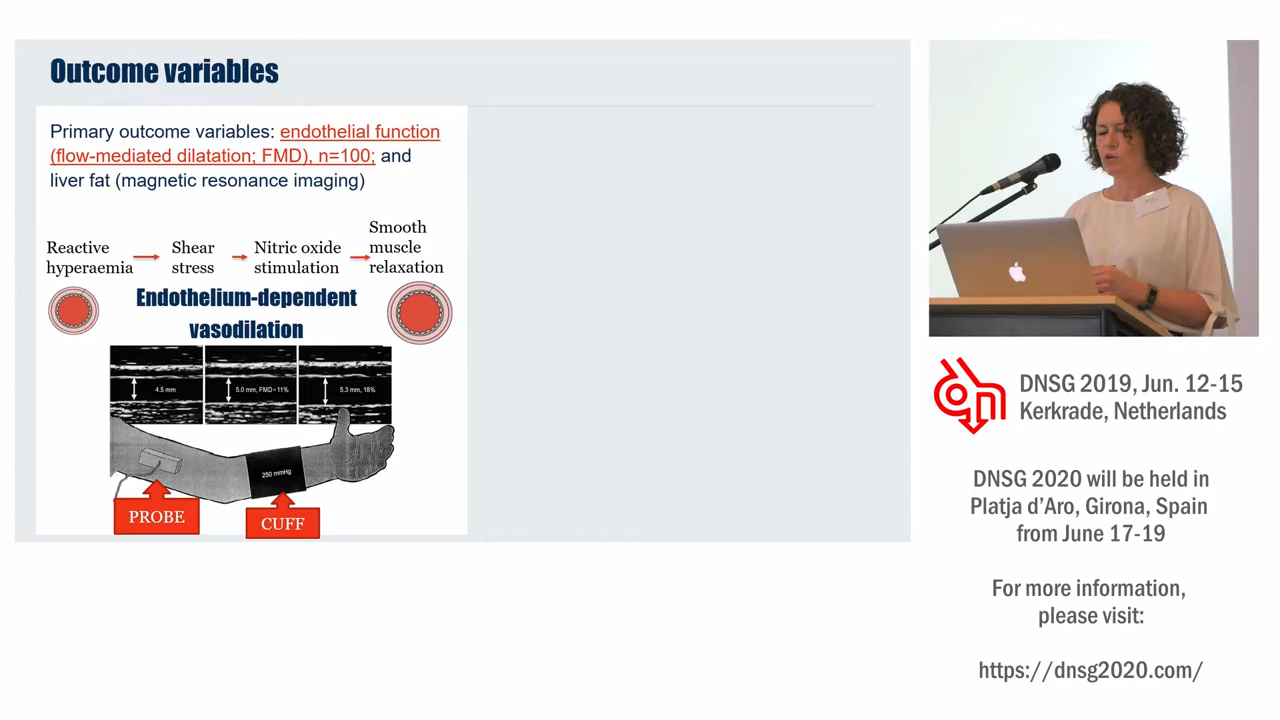 Outcome variables
Primary outcome variables: endothelial function
(flow-mediated dilatation; FMD), n=100; and
liver fat (magnetic resonance imaging)
Reactive
hyperaemia
Shear
stress
Nitric oxide
stimulation
Smooth
muscle
relaxation
Endothelium-dependent
vasodilation
4.5 mm
5.0 mm, FMD=11%
5.3 mm, 18%
250 mmHg
PROBE
CUFF
DNSG 2019, Jun. 12-15
Kerkrade, Netherlands
DNSG 2020 will be held in
Platja d’Aro, Girona, Spain
from June 17-19
For more information,
please visit:
https://dnsg2020.com/